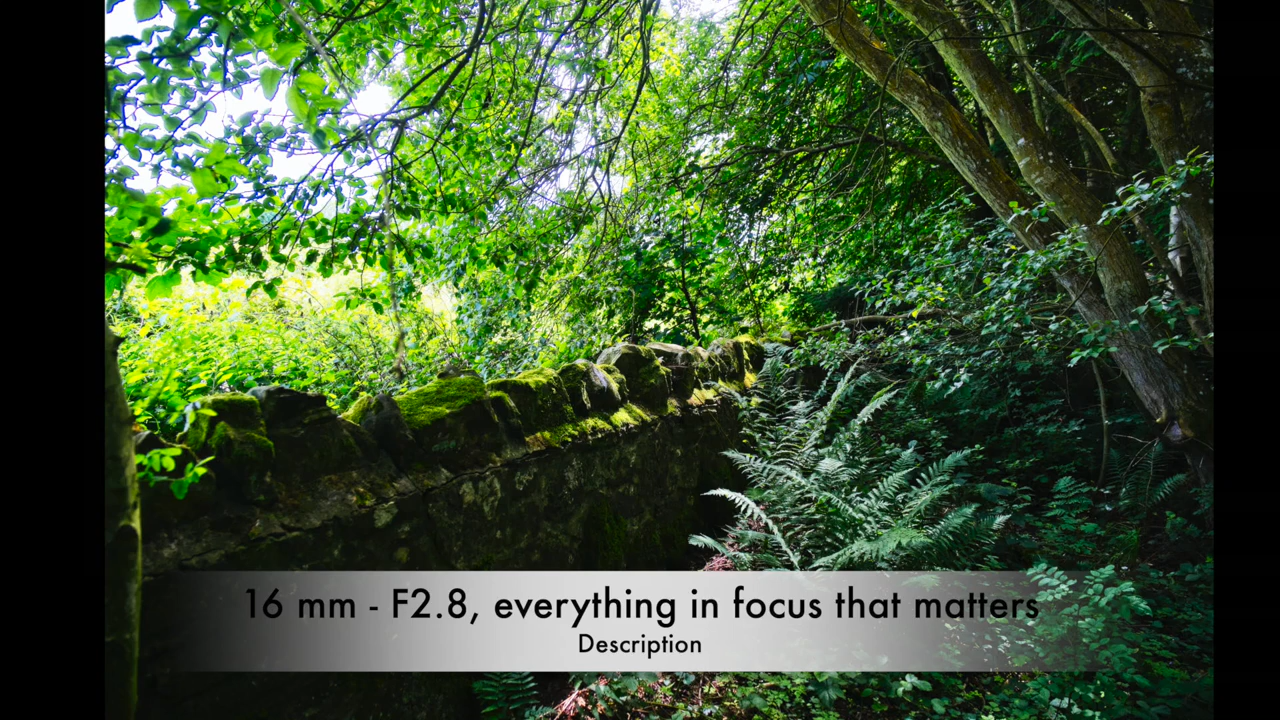 16 mm - F2.8, everything in focus that matters
Description